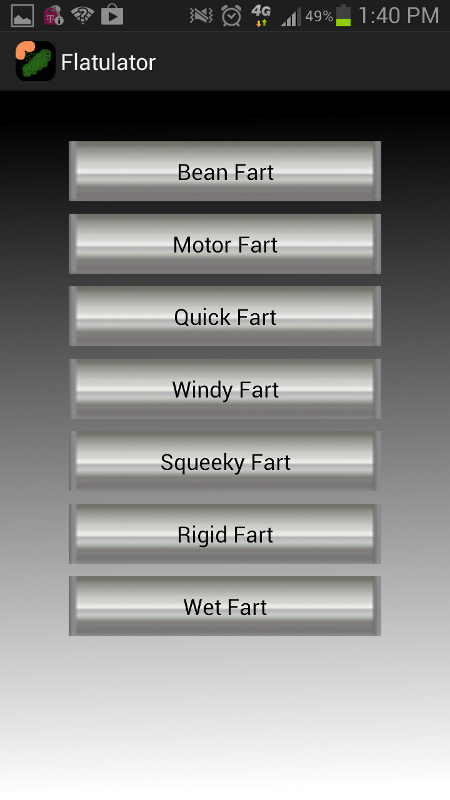 4G 49% 1:40 PM
Flatulator
Bean Fart
Motor Fart
Quick Fart
Windy Fart
Squeeky Fart
Rigid Fart
Wet Fart